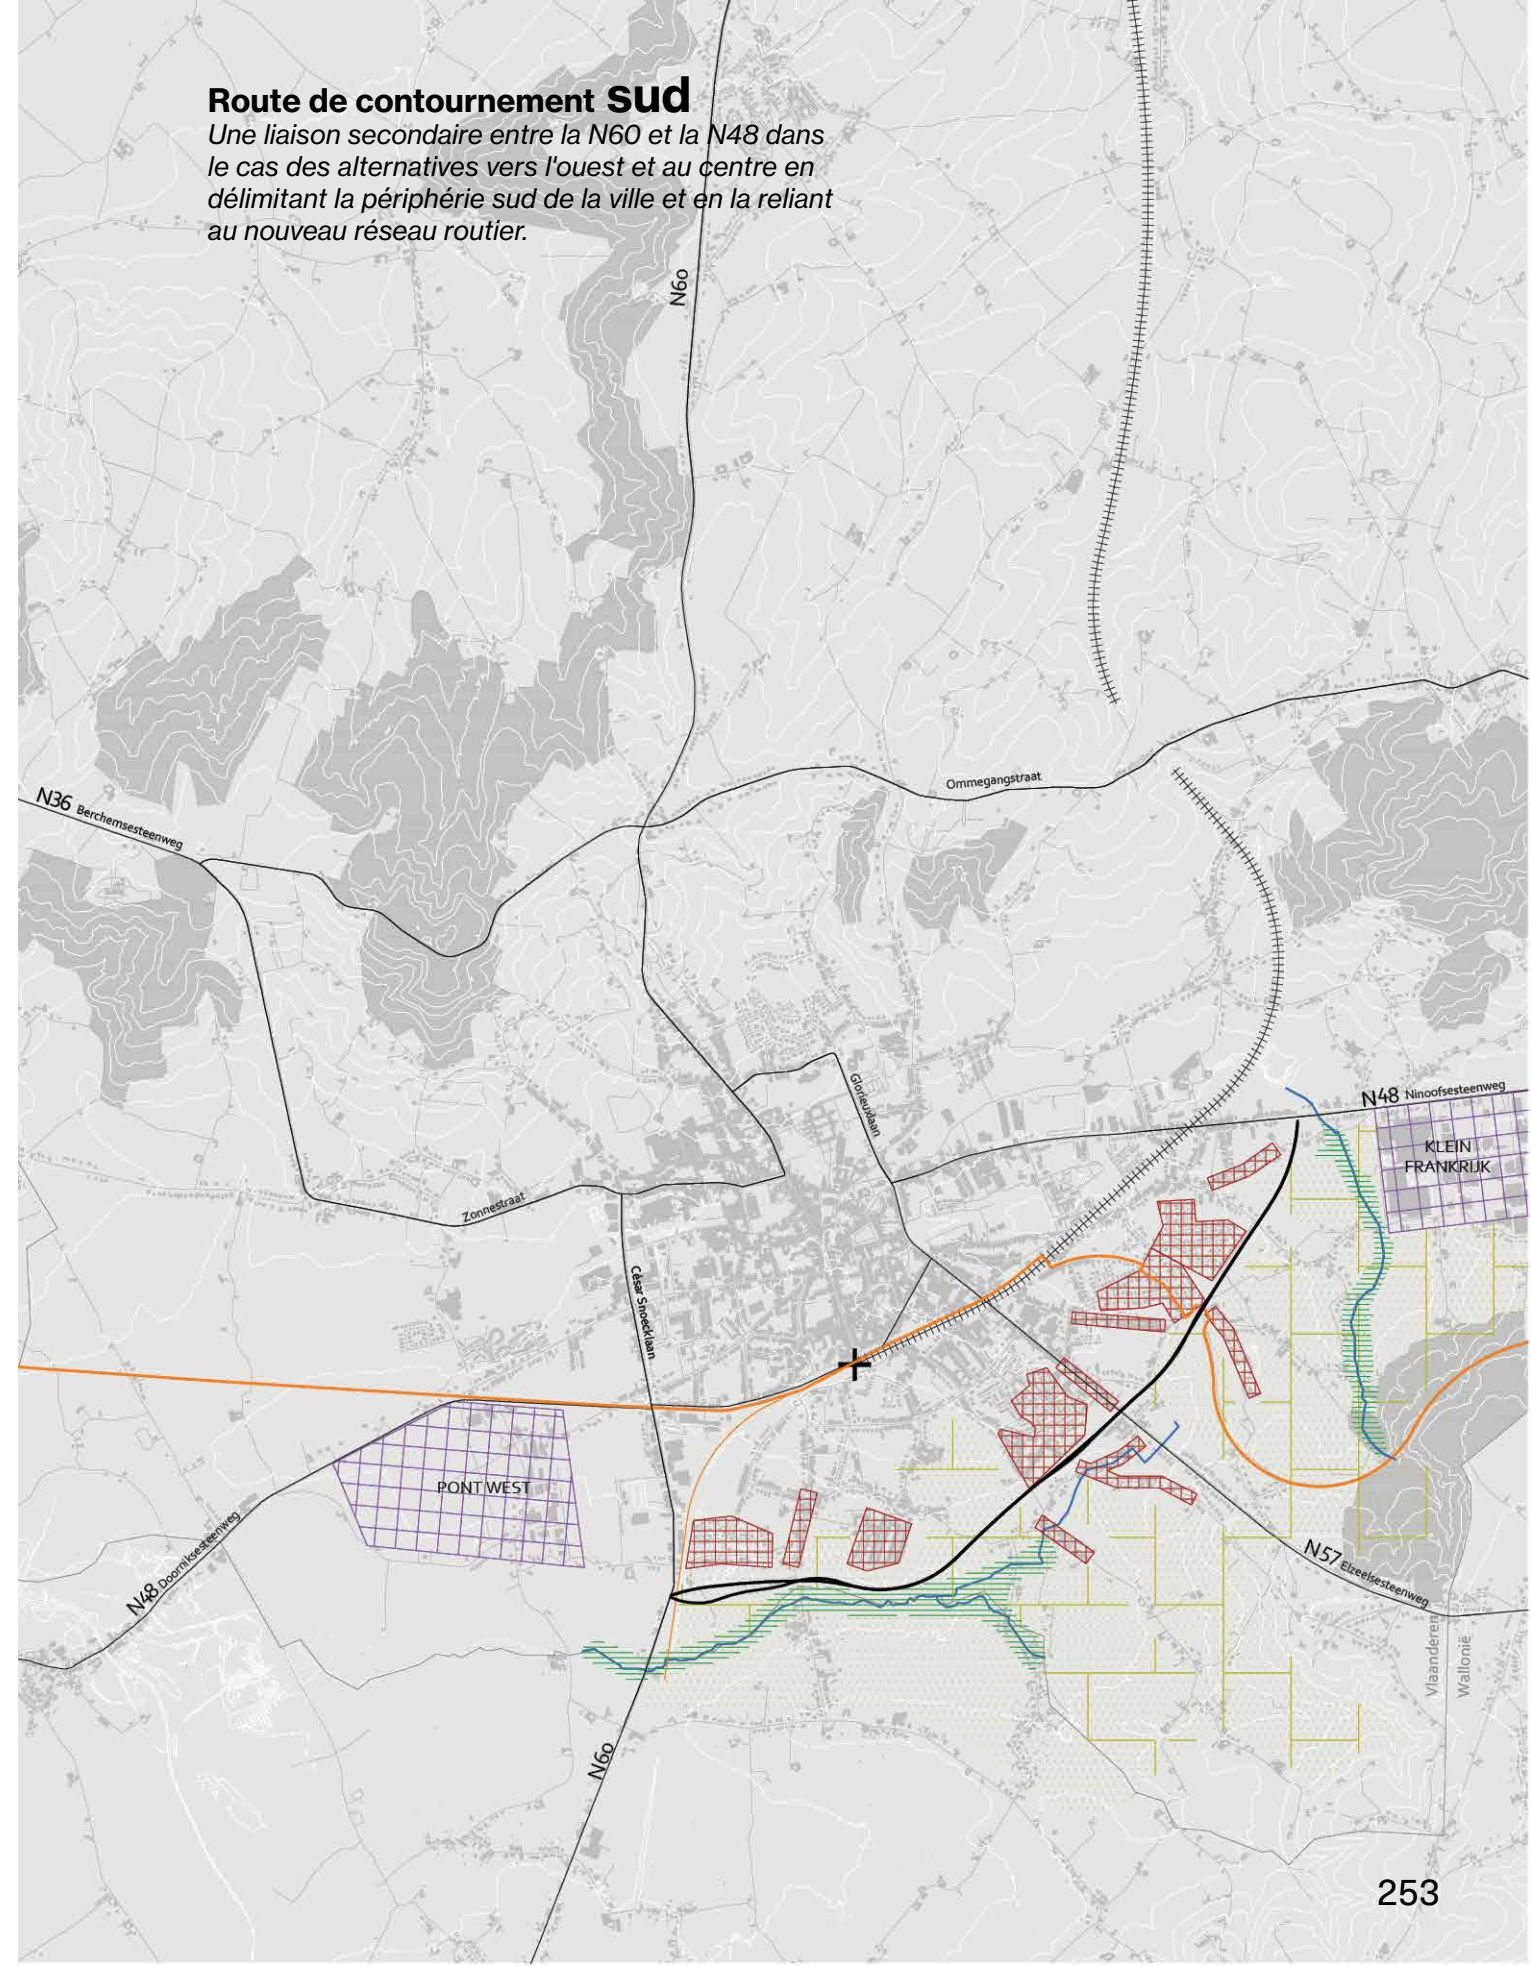 Route de contournement sud
Une liaison secondaire entre la N60 et la N48 dans
le cas des alternatives vers l'ouest et au centre en
délimitant la périphérie sud de la ville et en la reliant
au nouveau réseau routier.
N60
Ommegangstraat
N36 Berchemsesteenweg
Glorieuxlaan
N48 Ninoofsesteenweg
KLEIN
FRANKRIJK
Zonnestraat
César Snoecklaan
PONT WEST
N48 Doorniksesteenweg
N57 Elzeelsesteenweg
Vlaanderen
Wallonië
N60
253